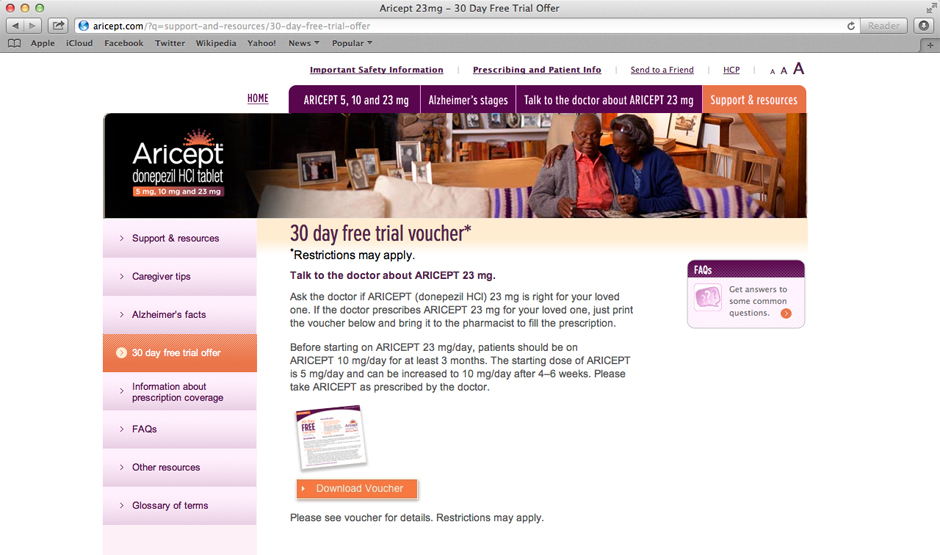 Aricept 23mg – 30 Day Free Trial Offer
aricept.com/?q=support-and-resources/30-day-free-trial-offer
Reader
Apple iCloud Facebook Twitter Wikipedia Yahoo! News Popular
Important Safety Information | Prescribing and Patient Info | Send to a Friend | HCP | A A A
HOME ARICEPT 5, 10 and 23 mg Alzheimer's stages Talk to the doctor about ARICEPT 23 mg Support & resources
Aricept®
donepezil HCl tablet
5 mg, 10 mg and 23 mg
Support & resources
Caregiver tips
Alzheimer's facts
30 day free trial offer
Information about
prescription coverage
FAQs
Other resources
Glossary of terms
30 day free trial voucher*
*Restrictions may apply.
Talk to the doctor about ARICEPT 23 mg.
Ask the doctor if ARICEPT (donepezil HCl) 23 mg is right for your loved
one. If the doctor prescribes ARICEPT 23 mg for your loved one, just print
the voucher below and bring it to the pharmacist to fill the prescription.
Before starting on ARICEPT 23 mg/day, patients should be on
ARICEPT 10 mg/day for at least 3 months. The starting dose of ARICEPT
is 5 mg/day and can be increased to 10 mg/day after 4–6 weeks. Please
take ARICEPT as prescribed by the doctor.
FREE
Aricept
Download Voucher
Please see voucher for details. Restrictions may apply.
FAQs
Get answers to
some common
questions.